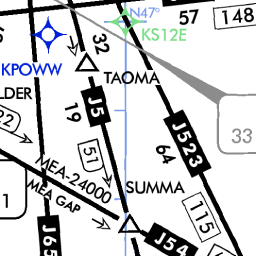 N47°
57
148
KS12E
32
KPOWW
TAOMA
LDER
J5
19
33
J523
64
22
51
MEA-24000
MEA GAP
SUMMA
1
115
J65
J54